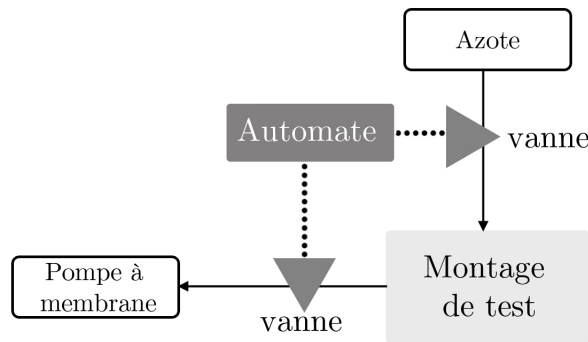 Azote
Automate
vanne
Montage
de test
Pompe à
membrane
vanne